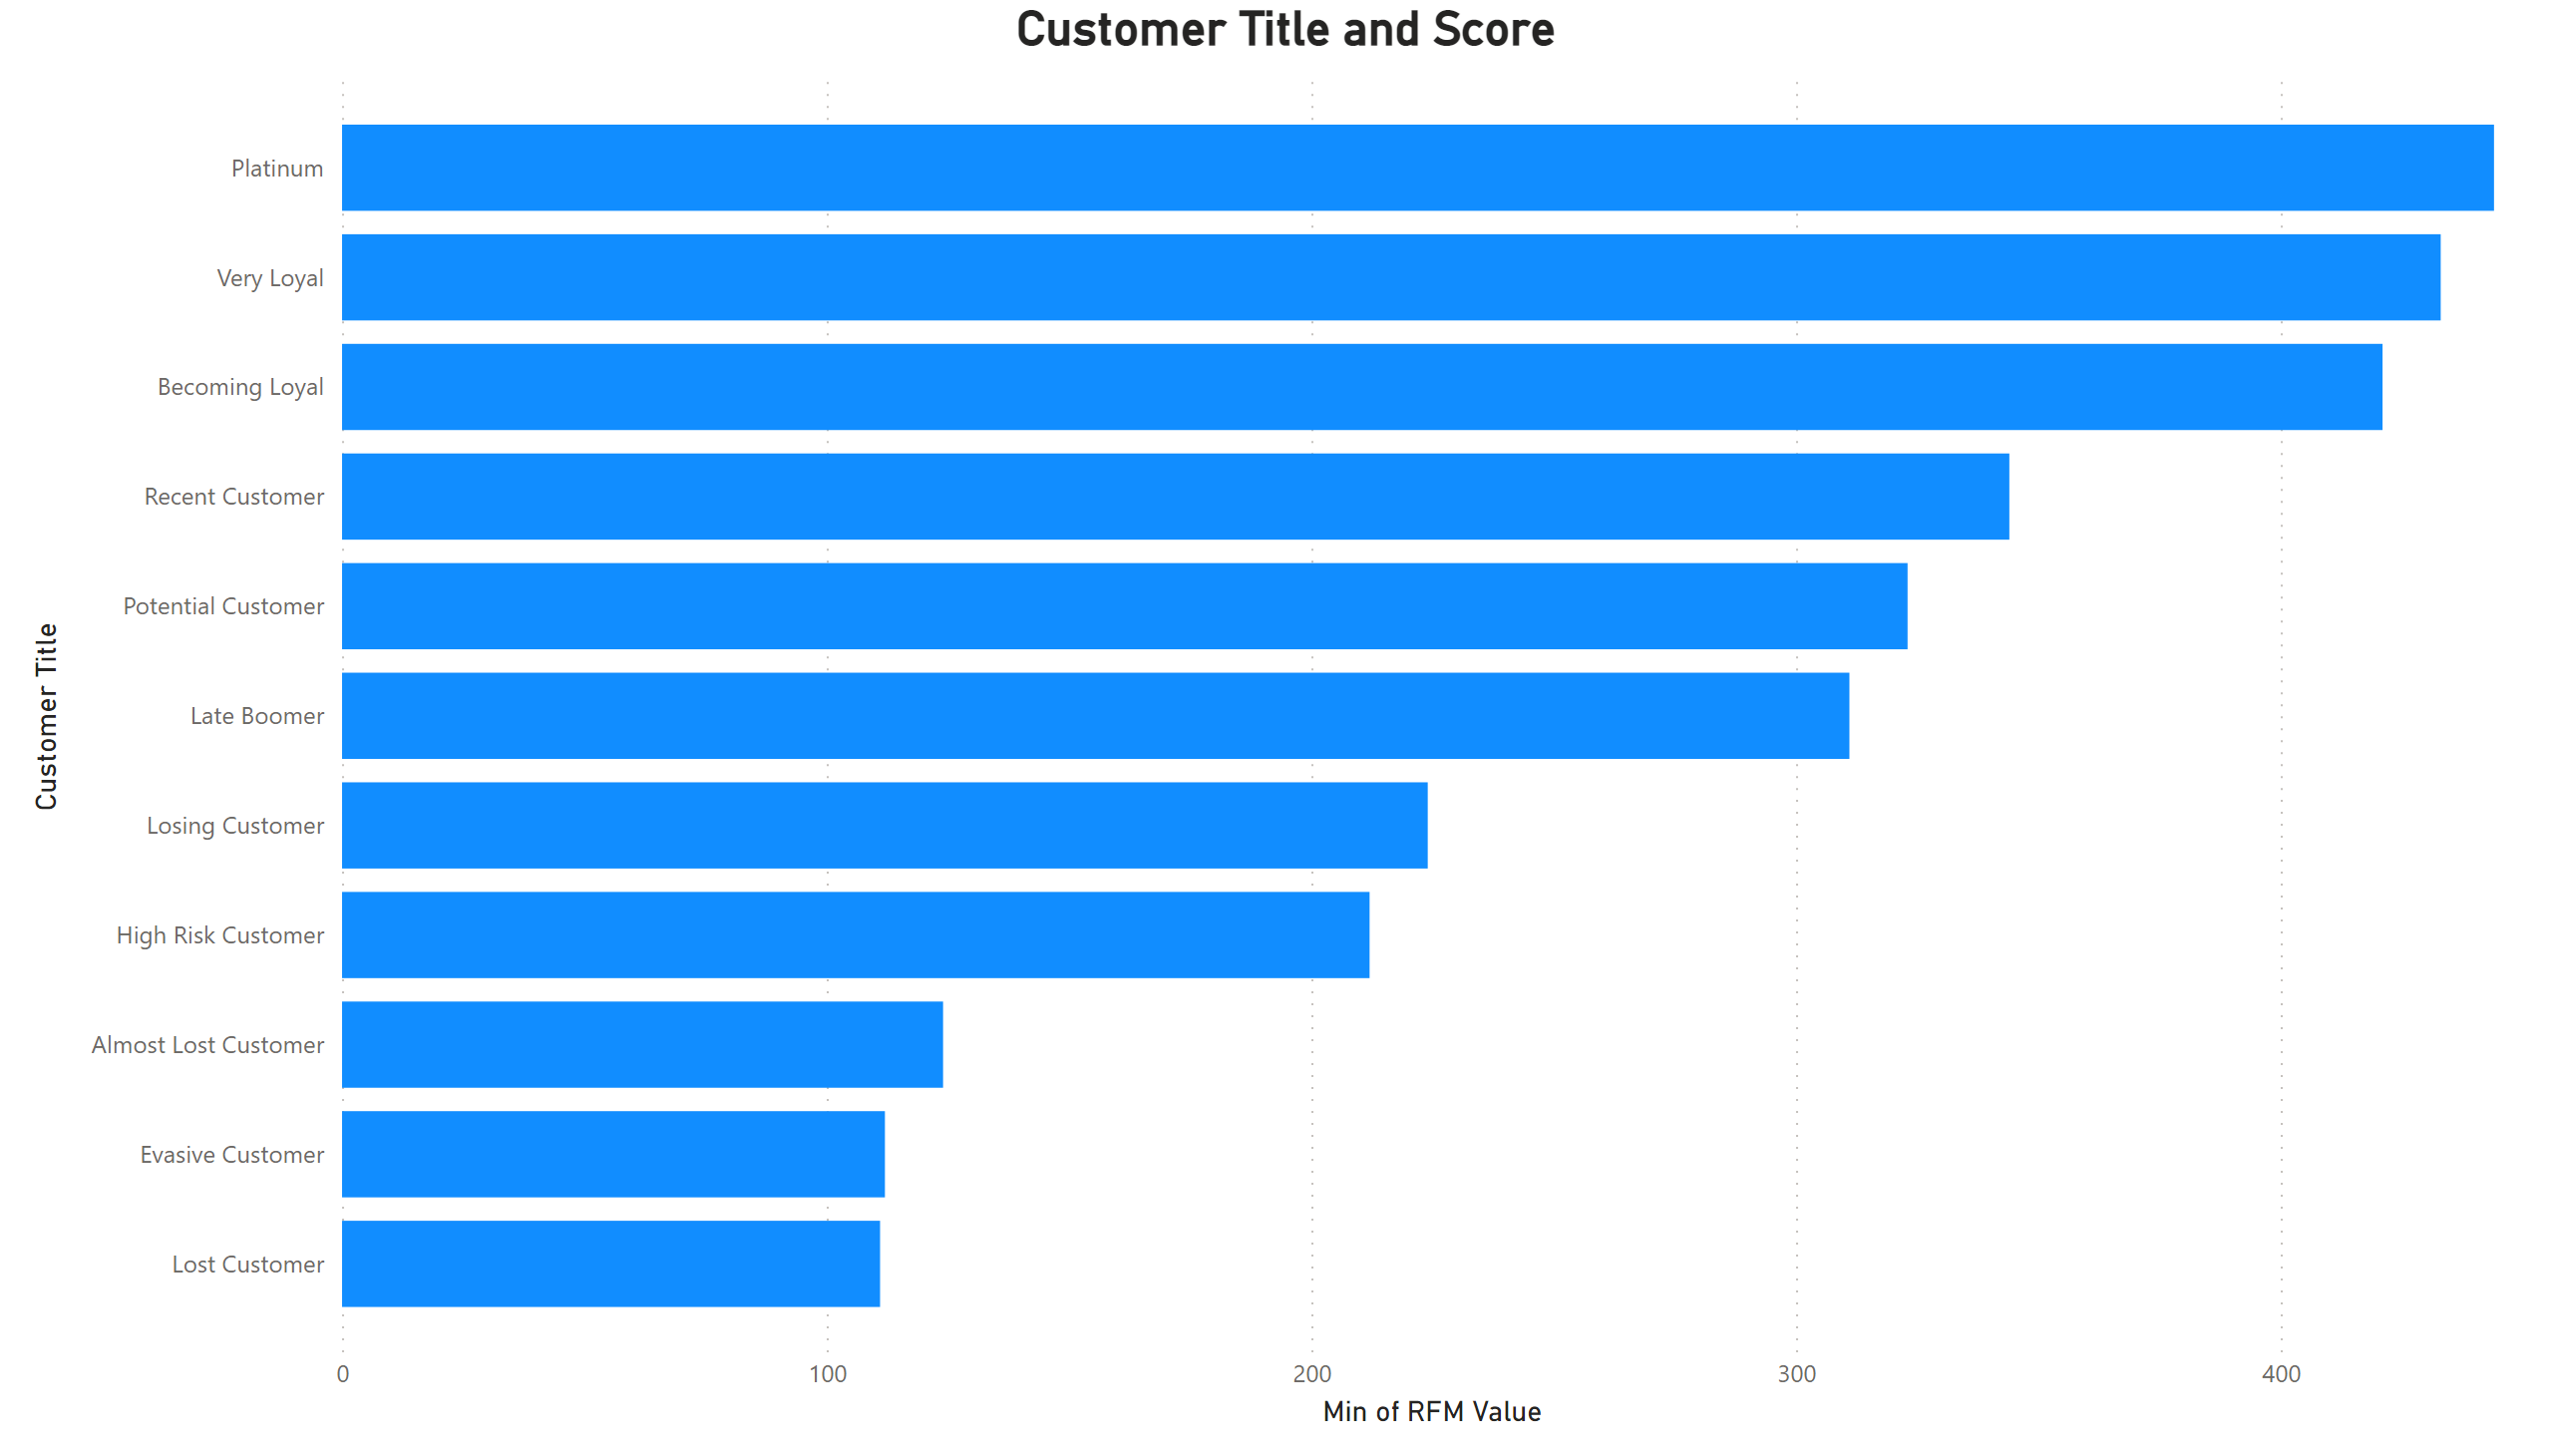 Customer Title and Score
Customer Title
Platinum
Very Loyal
Becoming Loyal
Recent Customer
Potential Customer
Late Boomer
Losing Customer
High Risk Customer
Almost Lost Customer
Evasive Customer
Lost Customer
0 100 200 300 400
Min of RFM Value